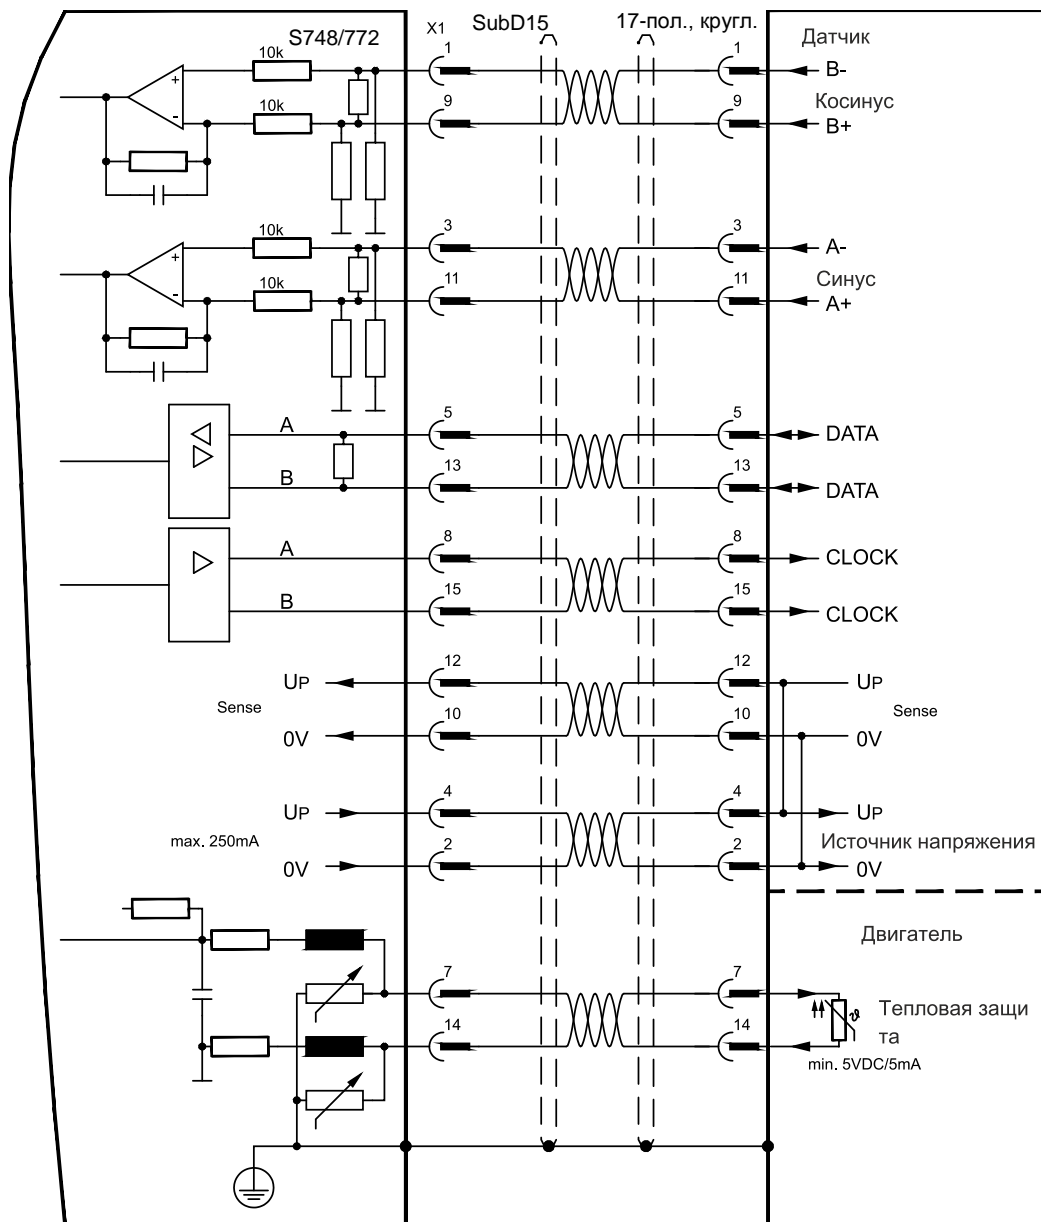 S748/772
X1
SubD15
17-пол., кругл.
Датчик
10k
1
1
B-
10k
9
9
Косинус
B+
+
-
10k
3
3
A-
10k
11
11
Синус
A+
+
-
A
5
5
DATA
B
13
13
DATA
A
8
8
CLOCK
B
15
15
CLOCK
UP
12
12
UP
Sense
Sense
0V
10
10
0V
UP
4
4
UP
max. 250mA
Источник напряжения
0V
2
2
0V
Двигатель
7
7
Тепловая защи
та
ϑ
14
14
min. 5VDC/5mA